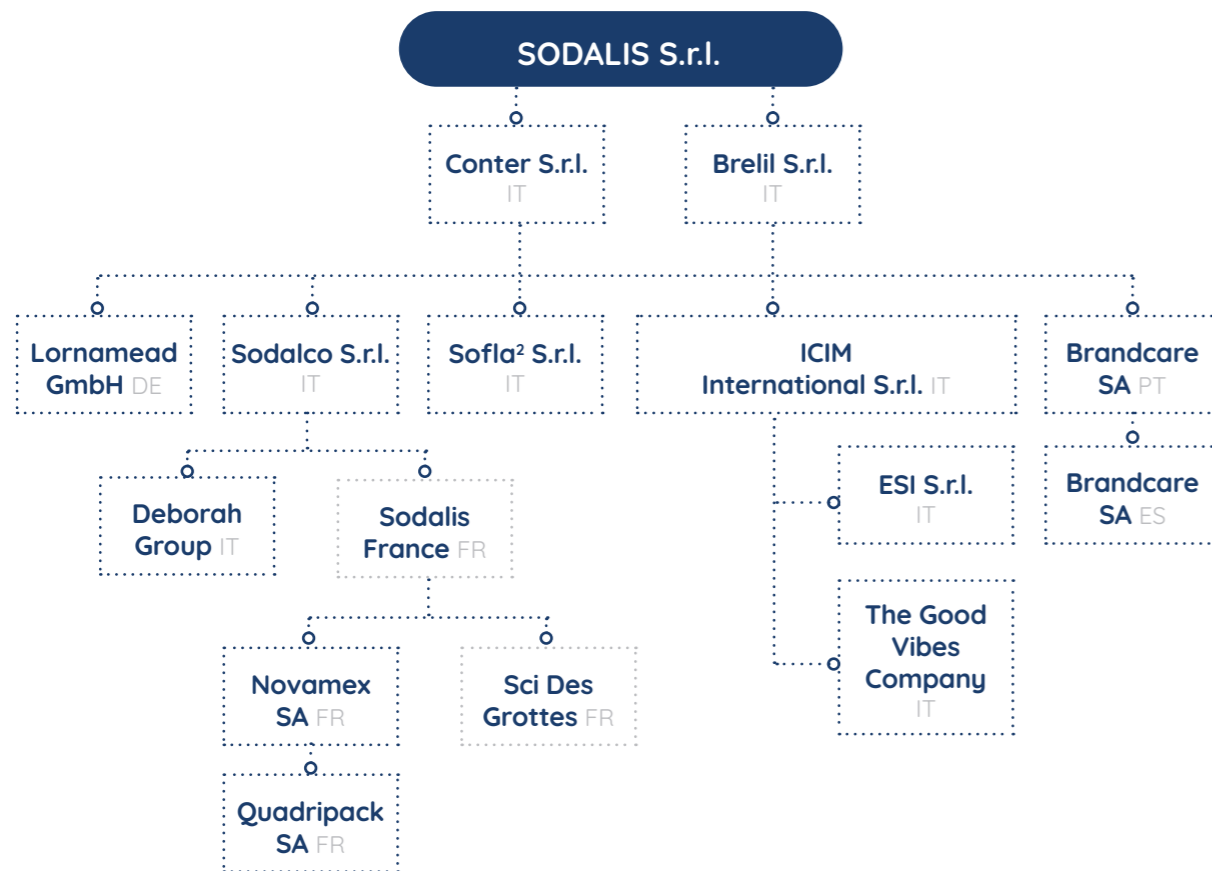 SODALIS S.r.l.
Conter S.r.l.
IT
Brelil S.r.l.
IT
Lornamead
GmbH DE
Sodalco S.r.l.
IT
Sofla² S.r.l.
IT
ICIM
International S.r.l. IT
Brandcare
SA PT
Deborah
Group IT
Sodalis
France FR
ESI S.r.l.
IT
Brandcare
SA ES
The Good
Vibes
Company
IT
Novamex
SA FR
Sci Des
Grottes FR
Quadripack
SA FR